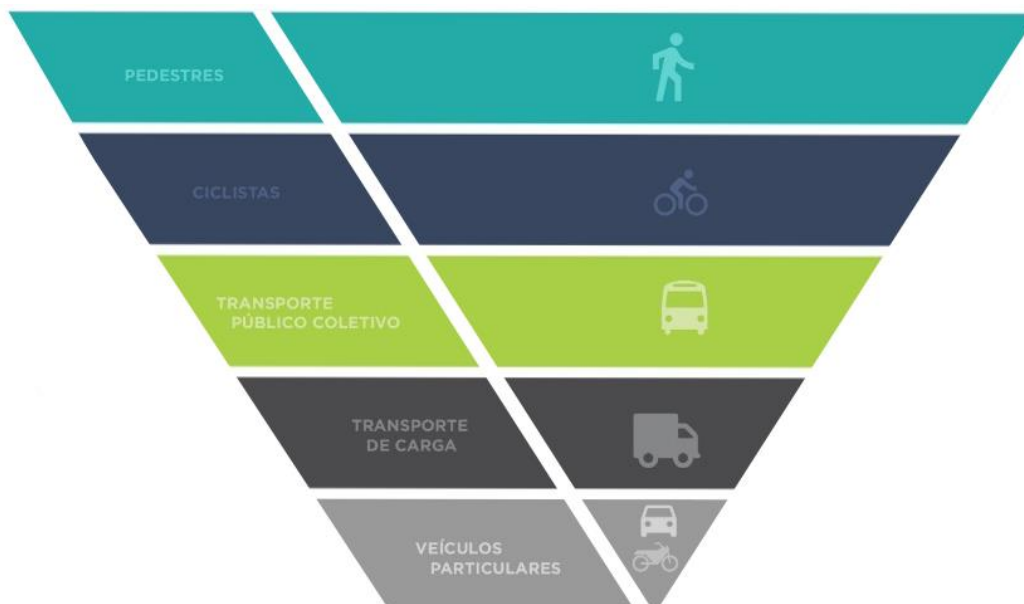 PEDESTRES
CICLISTAS
TRANSPORTE
PÚBLICO COLETIVO
TRANSPORTE
DE CARGA
VEÍCULOS
PARTICULARES